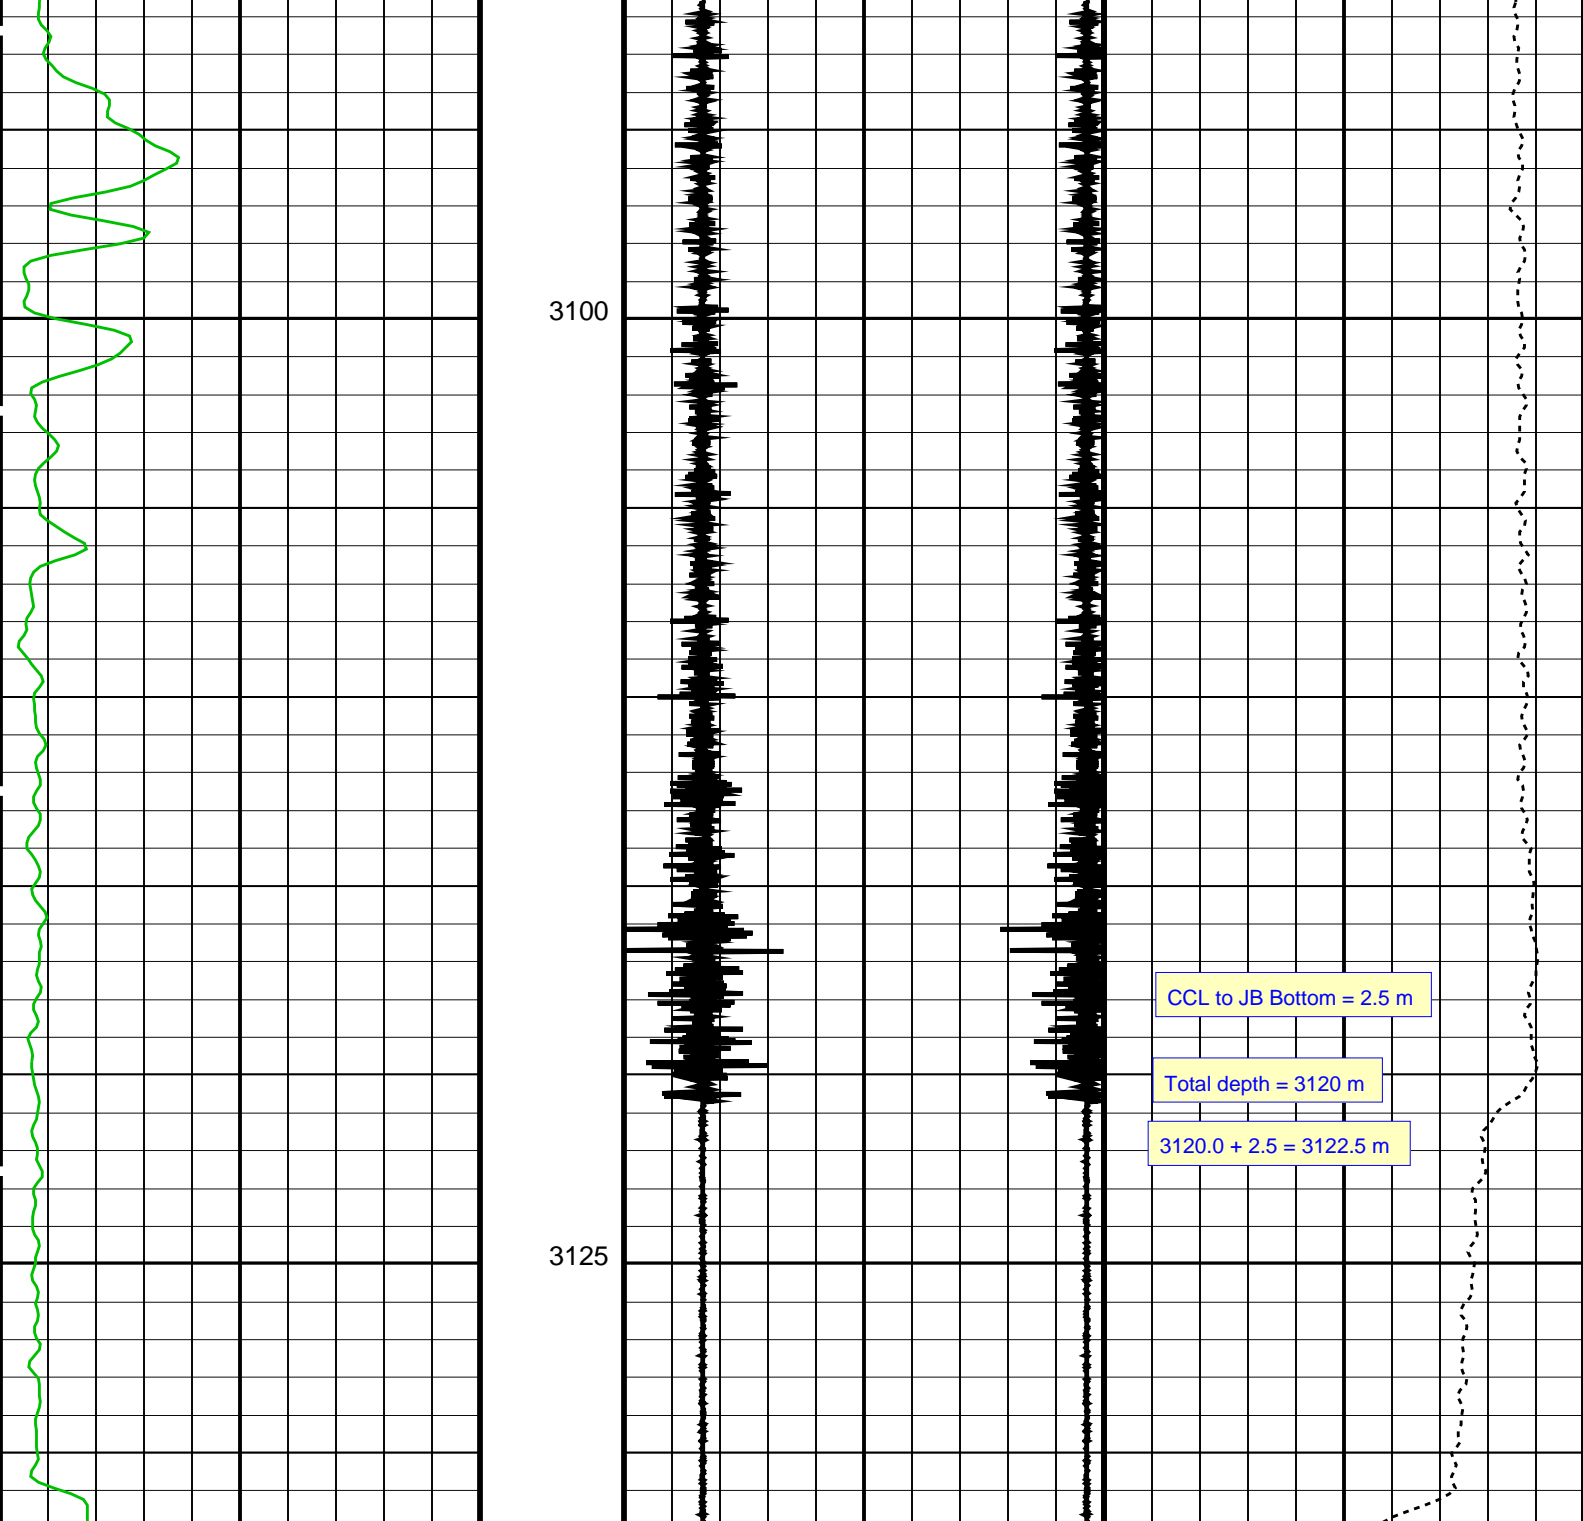 3100
CCL to JB Bottom = 2.5 m
Total depth = 3120 m
3120.0 + 2.5 = 3122.5 m
3125